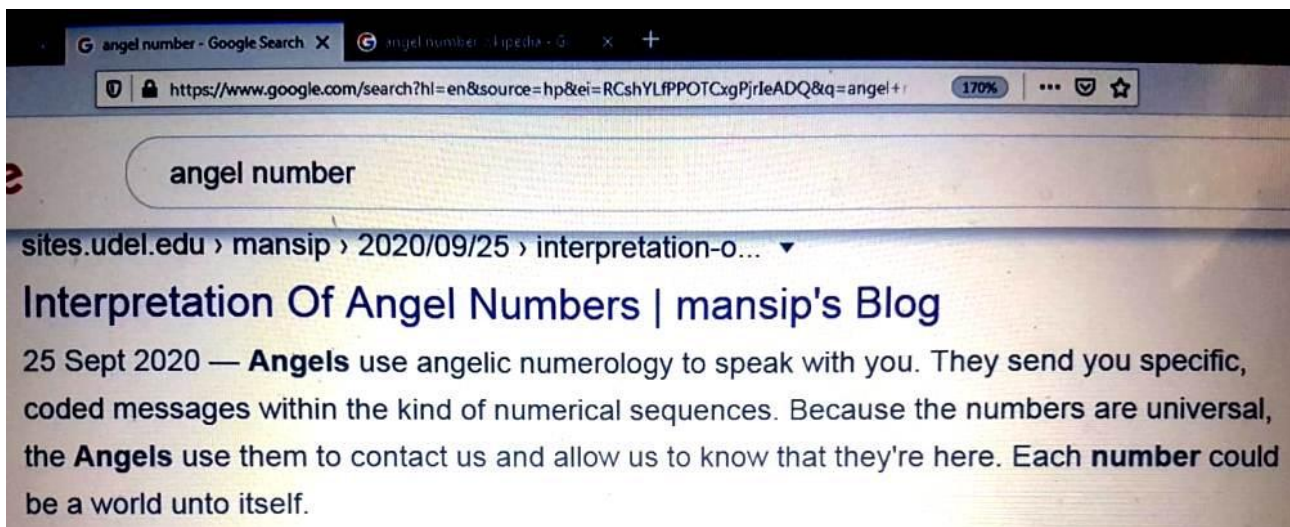 angel number - Google Search
angel number
https://www.google.com/search?hl=en&source=hp&ei=RCshYLfPPOTCxgPjrIeADQ&q=angel+ 170%
e angel number
sites.udel.edu › mansip › 2020/09/25 › interpretation-o...
Interpretation Of Angel Numbers | mansip's Blog
25 Sept 2020 — Angels use angelic numerology to speak with you. They send you specific,
coded messages within the kind of numerical sequences. Because the numbers are universal,
the Angels use them to contact us and allow us to know that they're here. Each number could
be a world unto itself.